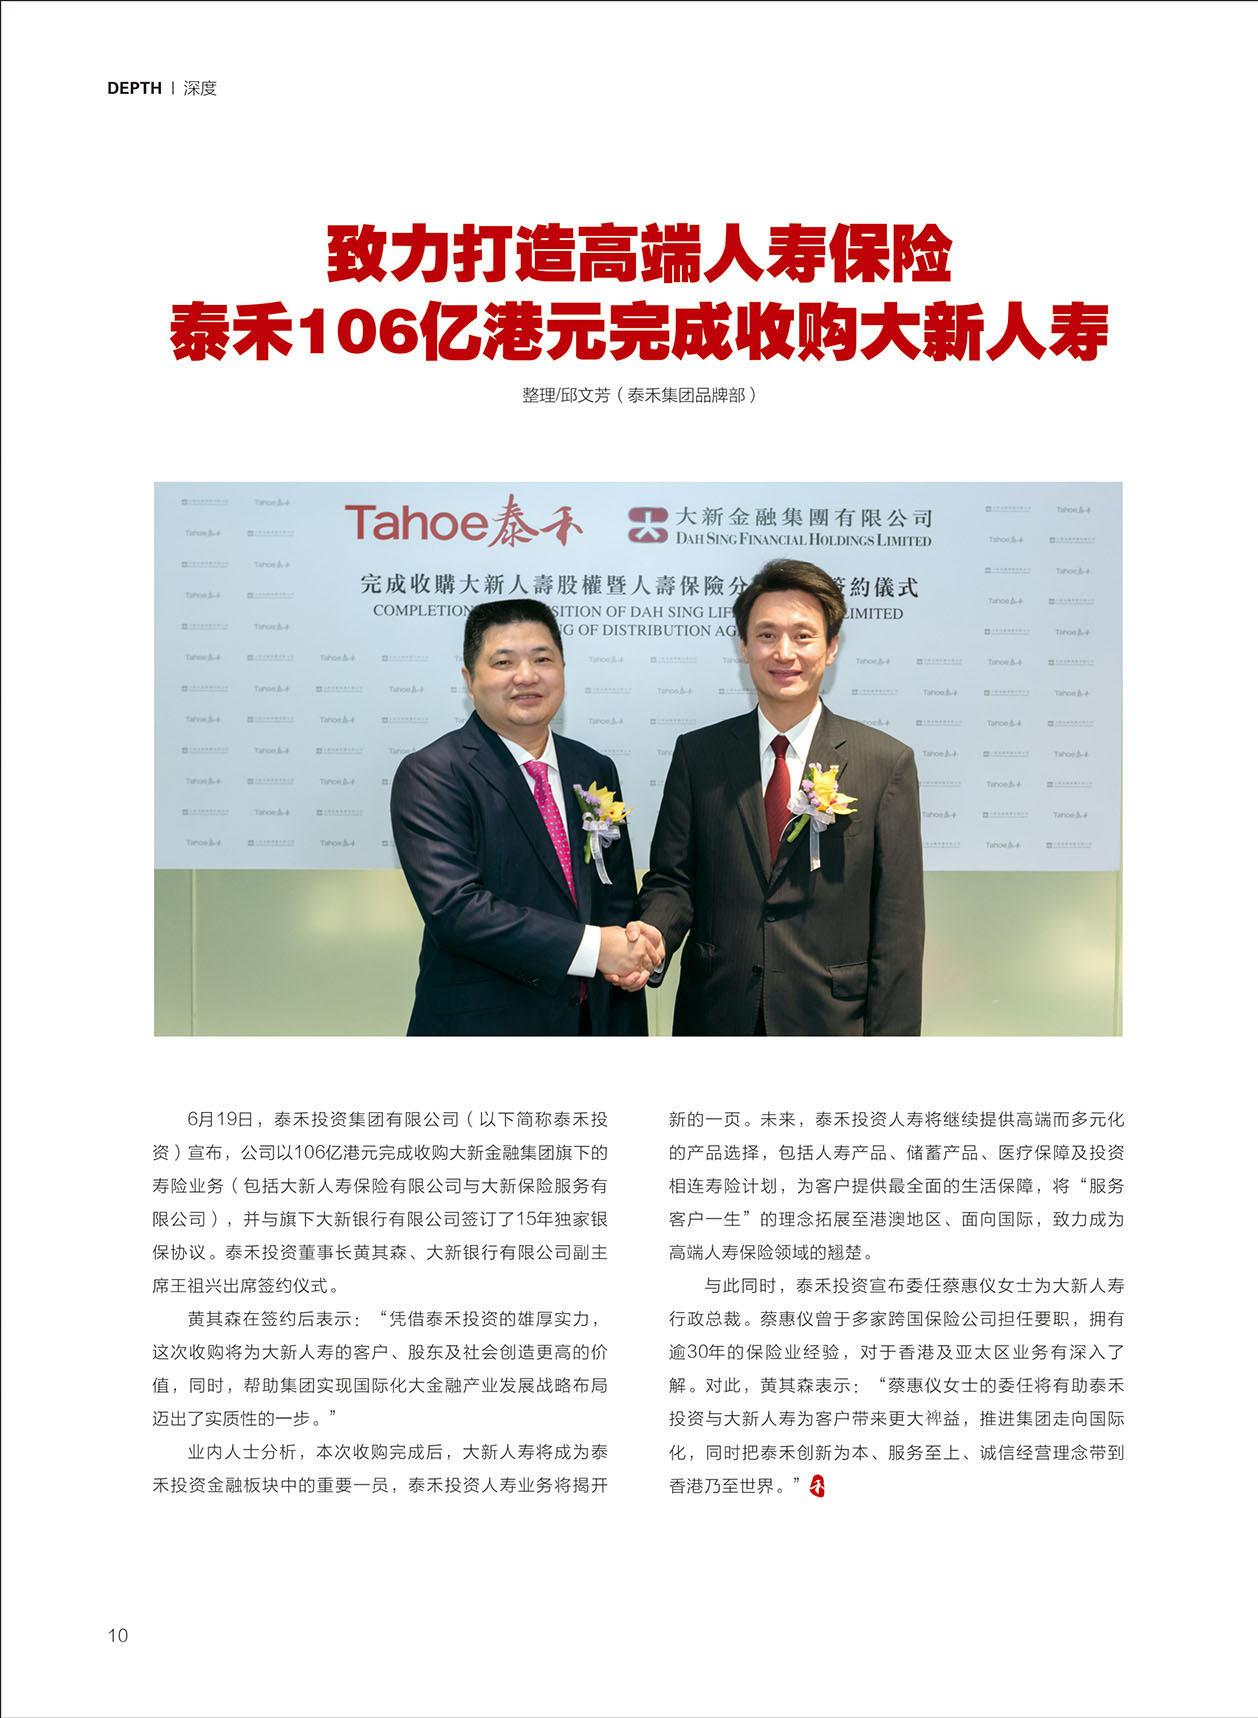 DEPTH | 深度
致力打造高端人寿保险
泰禾106亿港元完成收购大新人寿
整理/邱文芳（泰禾集团品牌部）
Tahoe泰禾
大新金融集團有限公司
DAH SING FINANCIAL HOLDINGS LIMITED
完成收購大新人壽股權暨人壽保險分 約儀式
COMPLETION SITION OF DAH SING LIF LIMITED
NG OF DISTRIBUTION AG
6月19日，泰禾投资集团有限公司（以下简称泰禾投
资）宣布，公司以106亿港元完成收购大新金融集团旗下的
寿险业务（包括大新人寿保险有限公司与大新保险服务有
限公司），并与旗下大新银行有限公司签订了15年独家银
保协议。泰禾投资董事长黄其森、大新银行有限公司副主
席王祖兴出席签约仪式。
黄其森在签约后表示：“凭借泰禾投资的雄厚实力，
这次收购将为大新人寿的客户、股东及社会创造更高的价
值，同时，帮助集团实现国际化大金融产业发展战略布局
迈出了实质性的一步。”
业内人士分析，本次收购完成后，大新人寿将成为泰
禾投资金融板块中的重要一员，泰禾投资人寿业务将揭开
新的一页。未来，泰禾投资人寿将继续提供高端而多元化
的产品选择，包括人寿产品、储蓄产品、医疗保障及投资
相连寿险计划，为客户提供最全面的生活保障，将“服务
客户一生”的理念拓展至港澳地区、面向国际，致力成为
高端人寿保险领域的翘楚。
与此同时，泰禾投资宣布委任蔡惠仪女士为大新人寿
行政总裁。蔡惠仪曾于多家跨国保险公司担任要职，拥有
逾30年的保险业经验，对于香港及亚太区业务有深入了
解。对此，黄其森表示：“蔡惠仪女士的委任将有助泰禾
投资与大新人寿为客户带来更大裨益，推进集团走向国际
化，同时把泰禾创新为本、服务至上、诚信经营理念带到
香港乃至世界。”禾
10